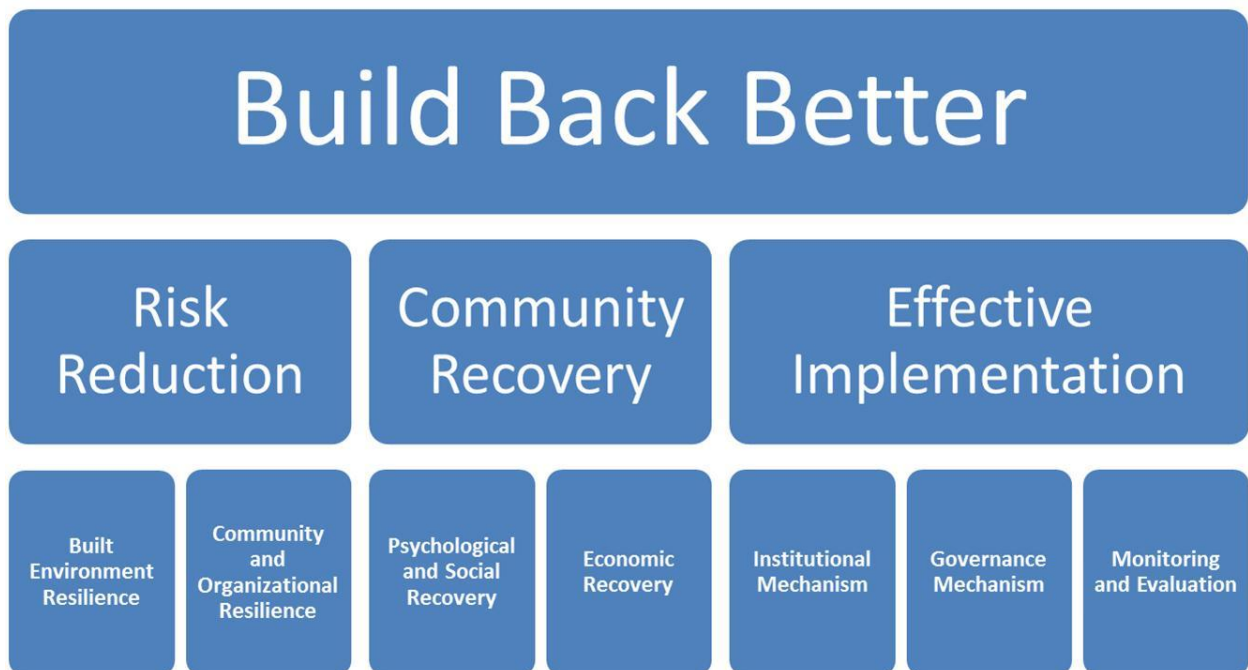 Build Back Better
Risk
Reduction
Community
Recovery
Effective
Implementation
Built
Environment
Resilience
Community
and
Organizational
Resilience
Psychological
and Social
Recovery
Economic
Recovery
Institutional
Mechanism
Governance
Mechanism
Monitoring
and Evaluation